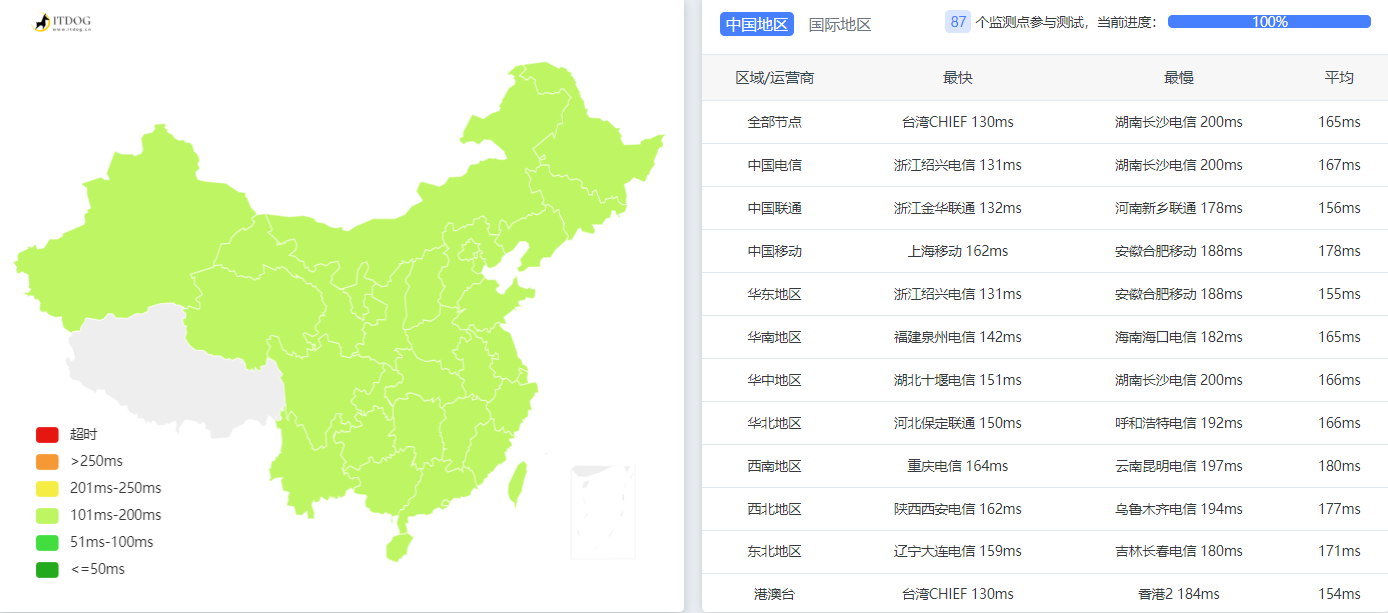 ITDOG
www.itdog.cn
超时
>250ms
201ms-250ms
101ms-200ms
51ms-100ms
<=50ms
中国地区 国际地区 87 个监测点参与测试，当前进度： 100%
区域/运营商 最快 最慢 平均
全部节点 台湾CHIEF 130ms 湖南长沙电信 200ms 165ms
中国电信 浙江绍兴电信 131ms 湖南长沙电信 200ms 167ms
中国联通 浙江金华联通 132ms 河南新乡联通 178ms 156ms
中国移动 上海移动 162ms 安徽合肥移动 188ms 178ms
华东地区 浙江绍兴电信 131ms 安徽合肥移动 188ms 155ms
华南地区 福建泉州电信 142ms 海南海口电信 182ms 165ms
华中地区 湖北十堰电信 151ms 湖南长沙电信 200ms 166ms
华北地区 河北保定联通 150ms 呼和浩特电信 192ms 166ms
西南地区 重庆电信 164ms 云南昆明电信 197ms 180ms
西北地区 陕西西安电信 162ms 乌鲁木齐电信 194ms 177ms
东北地区 辽宁大连电信 159ms 吉林长春电信 180ms 171ms
港澳台 台湾CHIEF 130ms 香港2 184ms 154ms